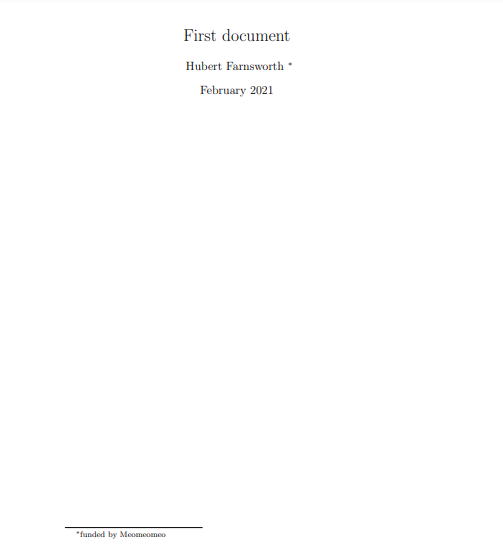 First document
Hubert Farnsworth *
February 2021
*funded by Meomeomeo